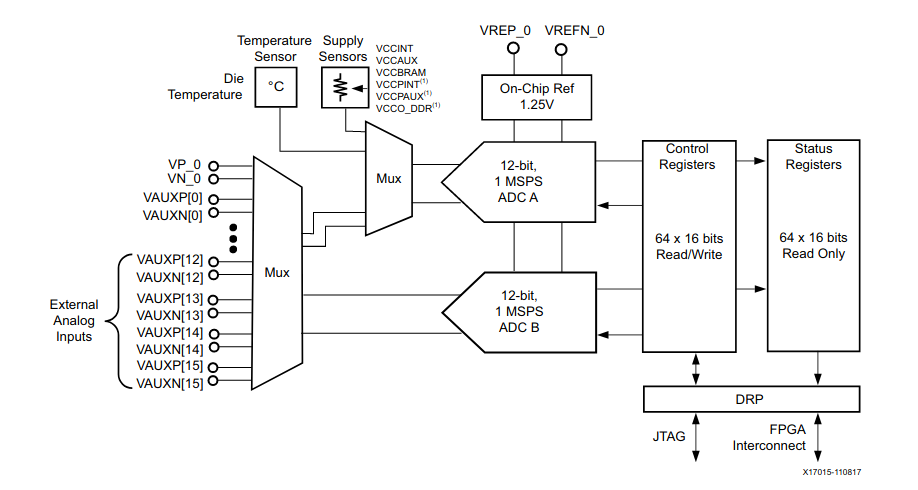 VREP_0
VREFN_0
Temperature
Sensor
Supply
Sensors
VCCINT
VCCAUX
VCCBRAM
VCCPINT(1)
VCCPAUX(1)
VCCO_DDR(1)
Die
Temperature
°C
On-Chip Ref
1.25V
VP_0
VN_0
VAUXP[0]
VAUXN[0]
VAUXP[12]
VAUXN[12]
VAUXP[13]
VAUXN[13]
VAUXP[14]
VAUXN[14]
VAUXP[15]
VAUXN[15]
External
Analog
Inputs
Mux
Mux
12-bit,
1 MSPS
ADC A
12-bit,
1 MSPS
ADC B
Control
Registers
64 x 16 bits
Read/Write
Status
Registers
64 x 16 bits
Read Only
DRP
JTAG
FPGA
Interconnect
X17015-110817